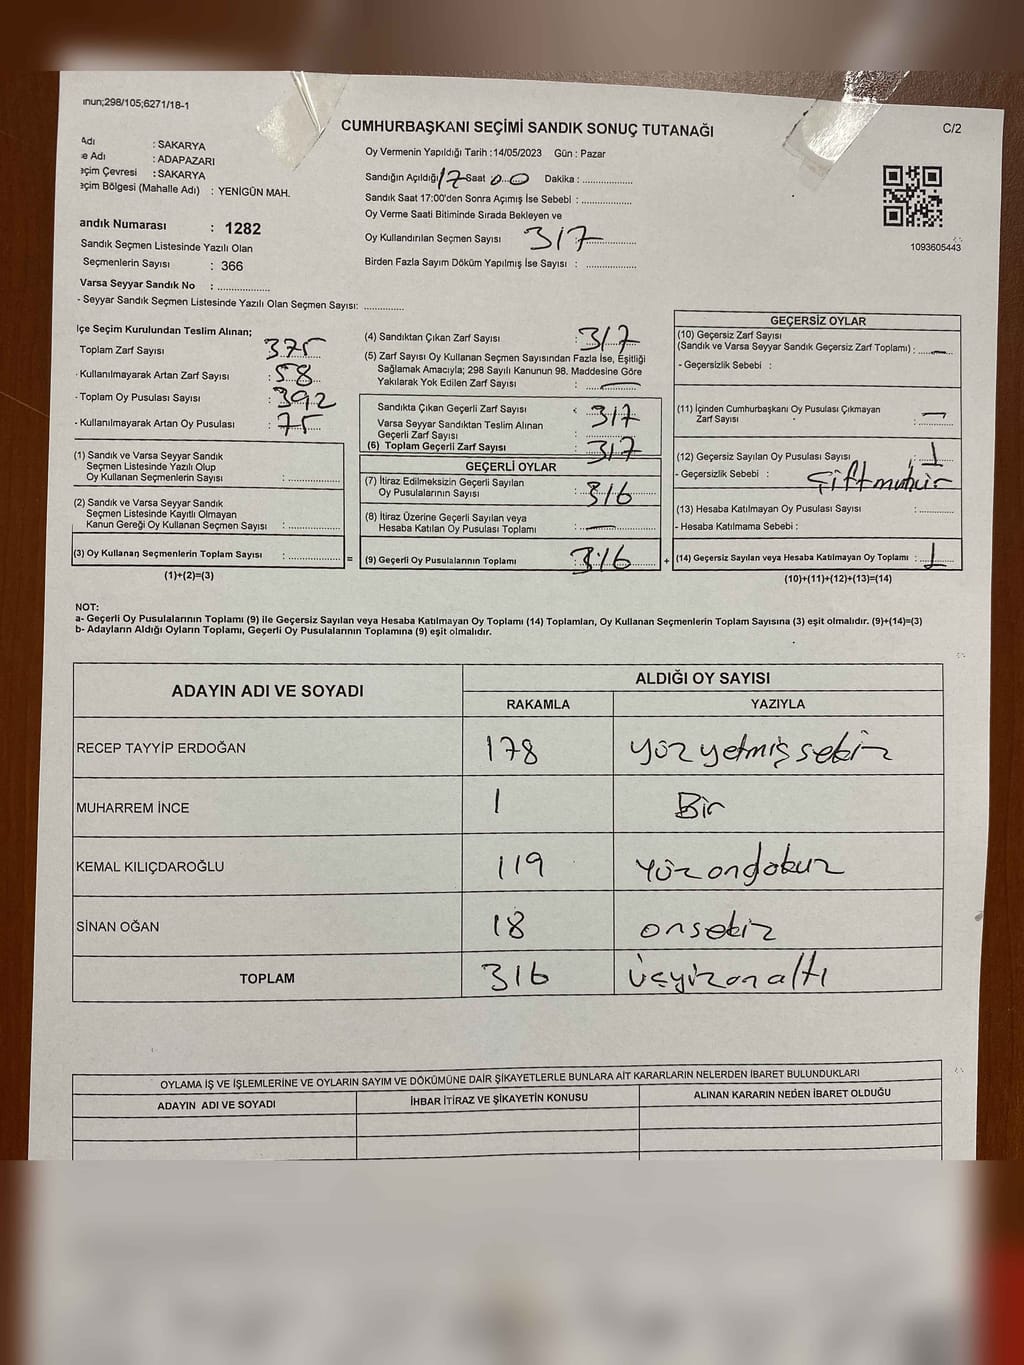 ınun;298/105;6271/18-1
CUMHURBAŞKANI SEÇİMİ SANDIK SONUÇ TUTANAĞI
C/2
Adı : SAKARYA
e Adı : ADAPAZARI
eçim Çevresi : SAKARYA
eçim Bölgesi (Mahalle Adı) : YENİGÜN MAH.
andık Numarası : 1282
Sandık Seçmen Listesinde Yazılı Olan
Seçmenlerin Sayısı : 366
Varsa Seyyar Sandık No : ..................
- Seyyar Sandık Seçmen Listesinde Yazılı Olan Seçmen Sayısı: .............
Oy Vermenin Yapıldığı Tarih : 14/05/2023 Gün : Pazar
Sandığın Açıldığı 17 Saat 00 Dakika : ..................
Sandık Saat 17:00'den Sonra Açımış İse Sebebi : ..................
Oy Verme Saati Bitiminde Sırada Bekleyen ve
Oy Kullandırılan Seçmen Sayısı 317
Birden Fazla Sayım Döküm Yapılmış İse Sayısı : ..................
1093605443
lçe Seçim Kurulundan Teslim Alınan;
Toplam Zarf Sayısı 375
- Kullanılmayarak Artan Zarf Sayısı : 58
- Toplam Oy Pusulası Sayısı : 392
- Kullanılmayarak Artan Oy Pusulası : 75
(1) Sandık ve Varsa Seyyar Sandık
Seçmen Listesinde Yazılı Olup
Oy Kullanan Seçmenlerin Sayısı : ..................
(2) Sandık ve Varsa Seyyar Sandık
Seçmen Listesinde Kayıtlı Olmayan
Kanun Gereği Oy Kullanan Seçmen Sayısı : ..................
(3) Oy Kullanan Seçmenlerin Toplam Sayısı : .................. =
(1)+(2)=(3)
(4) Sandıktan Çıkan Zarf Sayısı : 317
(5) Zarf Sayısı Oy Kullanan Seçmen Sayısından Fazla İse, Eşitliği
Sağlamak Amacıyla; 298 Sayılı Kanunun 98. Maddesine Göre
Yakılarak Yok Edilen Zarf Sayısı : —
Sandıkta Çıkan Geçerli Zarf Sayısı 317
Varsa Seyyar Sandıktan Teslim Alınan
Geçerli Zarf Sayısı :
(6) Toplam Geçerli Zarf Sayısı : 317
GEÇERLİ OYLAR
(7) İtiraz Edilmeksizin Geçerli Sayılan
Oy Pusulalarının Sayısı : 316
(8) İtiraz Üzerine Geçerli Sayılan veya
Hesaba Katılan Oy Pusulası Toplamı : —
(9) Geçerli Oy Pusulalarının Toplamı : 316 +
GEÇERSİZ OYLAR
(10) Geçersiz Zarf Sayısı
(Sandık ve Varsa Seyyar Sandık Geçersiz Zarf Toplamı) : —
- Geçersizlik Sebebi :
(11) İçinden Cumhurbaşkanı Oy Pusulası Çıkmayan
Zarf Sayısı : —
(12) Geçersiz Sayılan Oy Pusulası Sayısı : 1
- Geçersizlik Sebebi : Çift mühür
(13) Hesaba Katılmayan Oy Pusulası Sayısı : .............
- Hesaba Katılmama Sebebi :
(14) Geçersiz Sayılan veya Hesaba Katılmayan Oy Toplamı : 1
(10)+(11)+(12)+(13)=(14)
NOT:
a- Geçerli Oy Pusulalarının Toplamı (9) ile Geçersiz Sayılan veya Hesaba Katılmayan Oy Toplamı (14) Toplamları, Oy Kullanan Seçmenlerin Toplam Sayısına (3) eşit olmalıdır. (9)+(14)=(3)
b- Adayların Aldığı Oyların Toplamı, Geçerli Oy Pusulalarının Toplamına (9) eşit olmalıdır.
ADAYIN ADI VE SOYADI
ALDIĞI OY SAYISI
RAKAMLA YAZIYLA
RECEP TAYYİP ERDOĞAN 178 yüz yetmiş sekiz
MUHARREM İNCE 1 Bir
KEMAL KILIÇDAROĞLU 119 yüz ondokuz
SİNAN OĞAN 18 onsekiz
TOPLAM 316 üçyüzonaltı
OYLAMA İŞ VE İŞLEMLERİNE VE OYLARIN SAYIM VE DÖKÜMÜNE DAİR ŞİKAYETLERLE BUNLARA AİT KARARLARIN NELERDEN İBARET BULUNDUKLARI
ADAYIN ADI VE SOYADI İHBAR İTİRAZ VE ŞİKAYETİN KONUSU ALINAN KARARIN NEDEN İBARET OLDUĞU